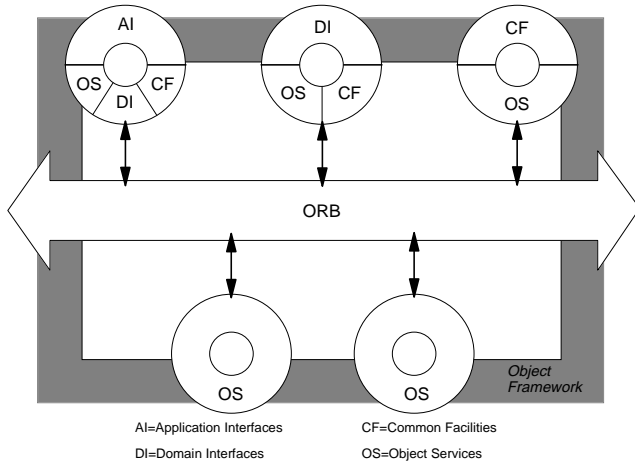 AI
DI
CF
OS
CF
DI
OS
CF
OS
ORB
OS
OS
Object
Framework
AI=Application Interfaces
CF=Common Facilities
DI=Domain Interfaces
OS=Object Services